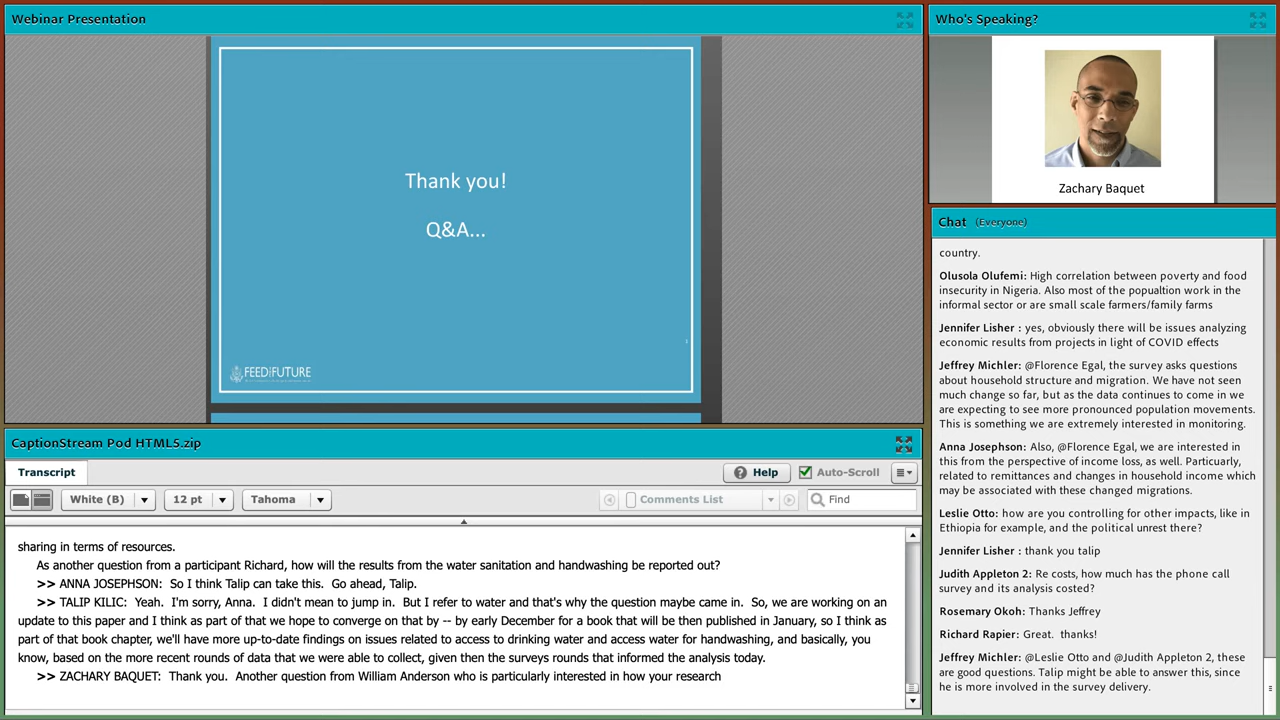 Webinar Presentation
Thank you!
Q&A...
FEED THE FUTURE
Who's Speaking?
Zachary Baquet
Chat (Everyone)
country.
Olusola Olufemi: High correlation between poverty and food
insecurity in Nigeria. Also most of the popualtion work in the
informal sector or are small scale farmers/family farms
Jennifer Lisher : yes, obviously there will be issues analyzing
economic results from projects in light of COVID effects
Jeffrey Michler: @Florence Egal, the survey asks questions
about household structure and migration. We have not seen
much change so far, but as the data continues to come in we
are expecting to see more pronounced population movements.
This is something we are extremely interested in monitoring.
Anna Josephson: Also, @Florence Egal, we are interested in
this from the perspective of income loss, as well. Particuarly,
related to remittances and changes in household income which
may be associated with these changed migrations.
Leslie Otto: how are you controlling for other impacts, like in
Ethiopia for example, and the political unrest there?
Jennifer Lisher : thank you talip
Judith Appleton 2: Re costs, how much has the phone call
survey and its analysis costed?
Rosemary Okoh: Thanks Jeffrey
Richard Rapier: Great. thanks!
Jeffrey Michler: @Leslie Otto and @Judith Appleton 2, these
are good questions. Talip might be able to answer this, since
he is more involved in the survey delivery.
CaptionStream Pod HTML5.zip
Transcript
Help
Auto-Scroll
White (B)
12 pt
Tahoma
Comments List
Find
sharing in terms of resources.
As another question from a participant Richard, how will the results from the water sanitation and handwashing be reported out?
>> ANNA JOSEPHSON: So I think Talip can take this. Go ahead, Talip.
>> TALIP KILIC: Yeah. I'm sorry, Anna. I didn't mean to jump in. But I refer to water and that's why the question maybe came in. So, we are working on an
update to this paper and I think as part of that we hope to converge on that by -- by early December for a book that will be then published in January, so I think as
part of that book chapter, we'll have more up-to-date findings on issues related to access to drinking water and access water for handwashing, and basically, you
know, based on the more recent rounds of data that we were able to collect, given then the surveys rounds that informed the analysis today.
>> ZACHARY BAQUET: Thank you. Another question from William Anderson who is particularly interested in how your research